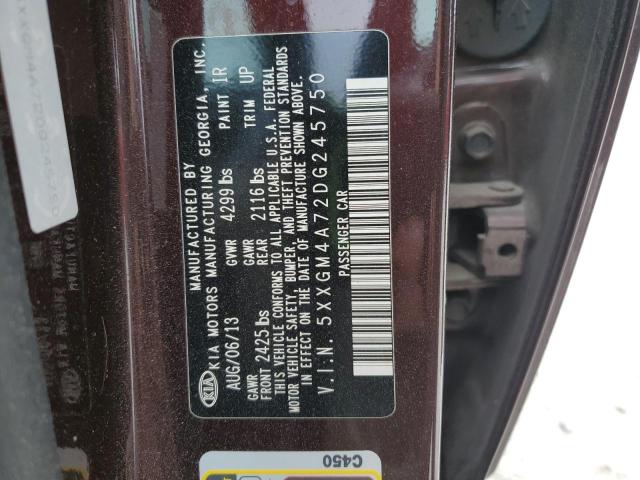 MANUFACTURED BY
KIA KIA MOTORS MANUFACTURING GEORGIA, INC.
AUG/06/13 GVWR 4299 lbs PAINT IR
GAWR FRONT 2425 lbs GAWR REAR 2116 lbs TRIM UP
THIS VEHICLE CONFORMS TO ALL APPLICABLE U.S.A. FEDERAL
MOTOR VEHICLE SAFETY, BUMPER, AND THEFT PREVENTION STANDARDS
IN EFFECT ON THE DATE OF MANUFACTURE SHOWN ABOVE.
V.I.N. 5XXGM4A72DG245750
PASSENGER CAR
C450